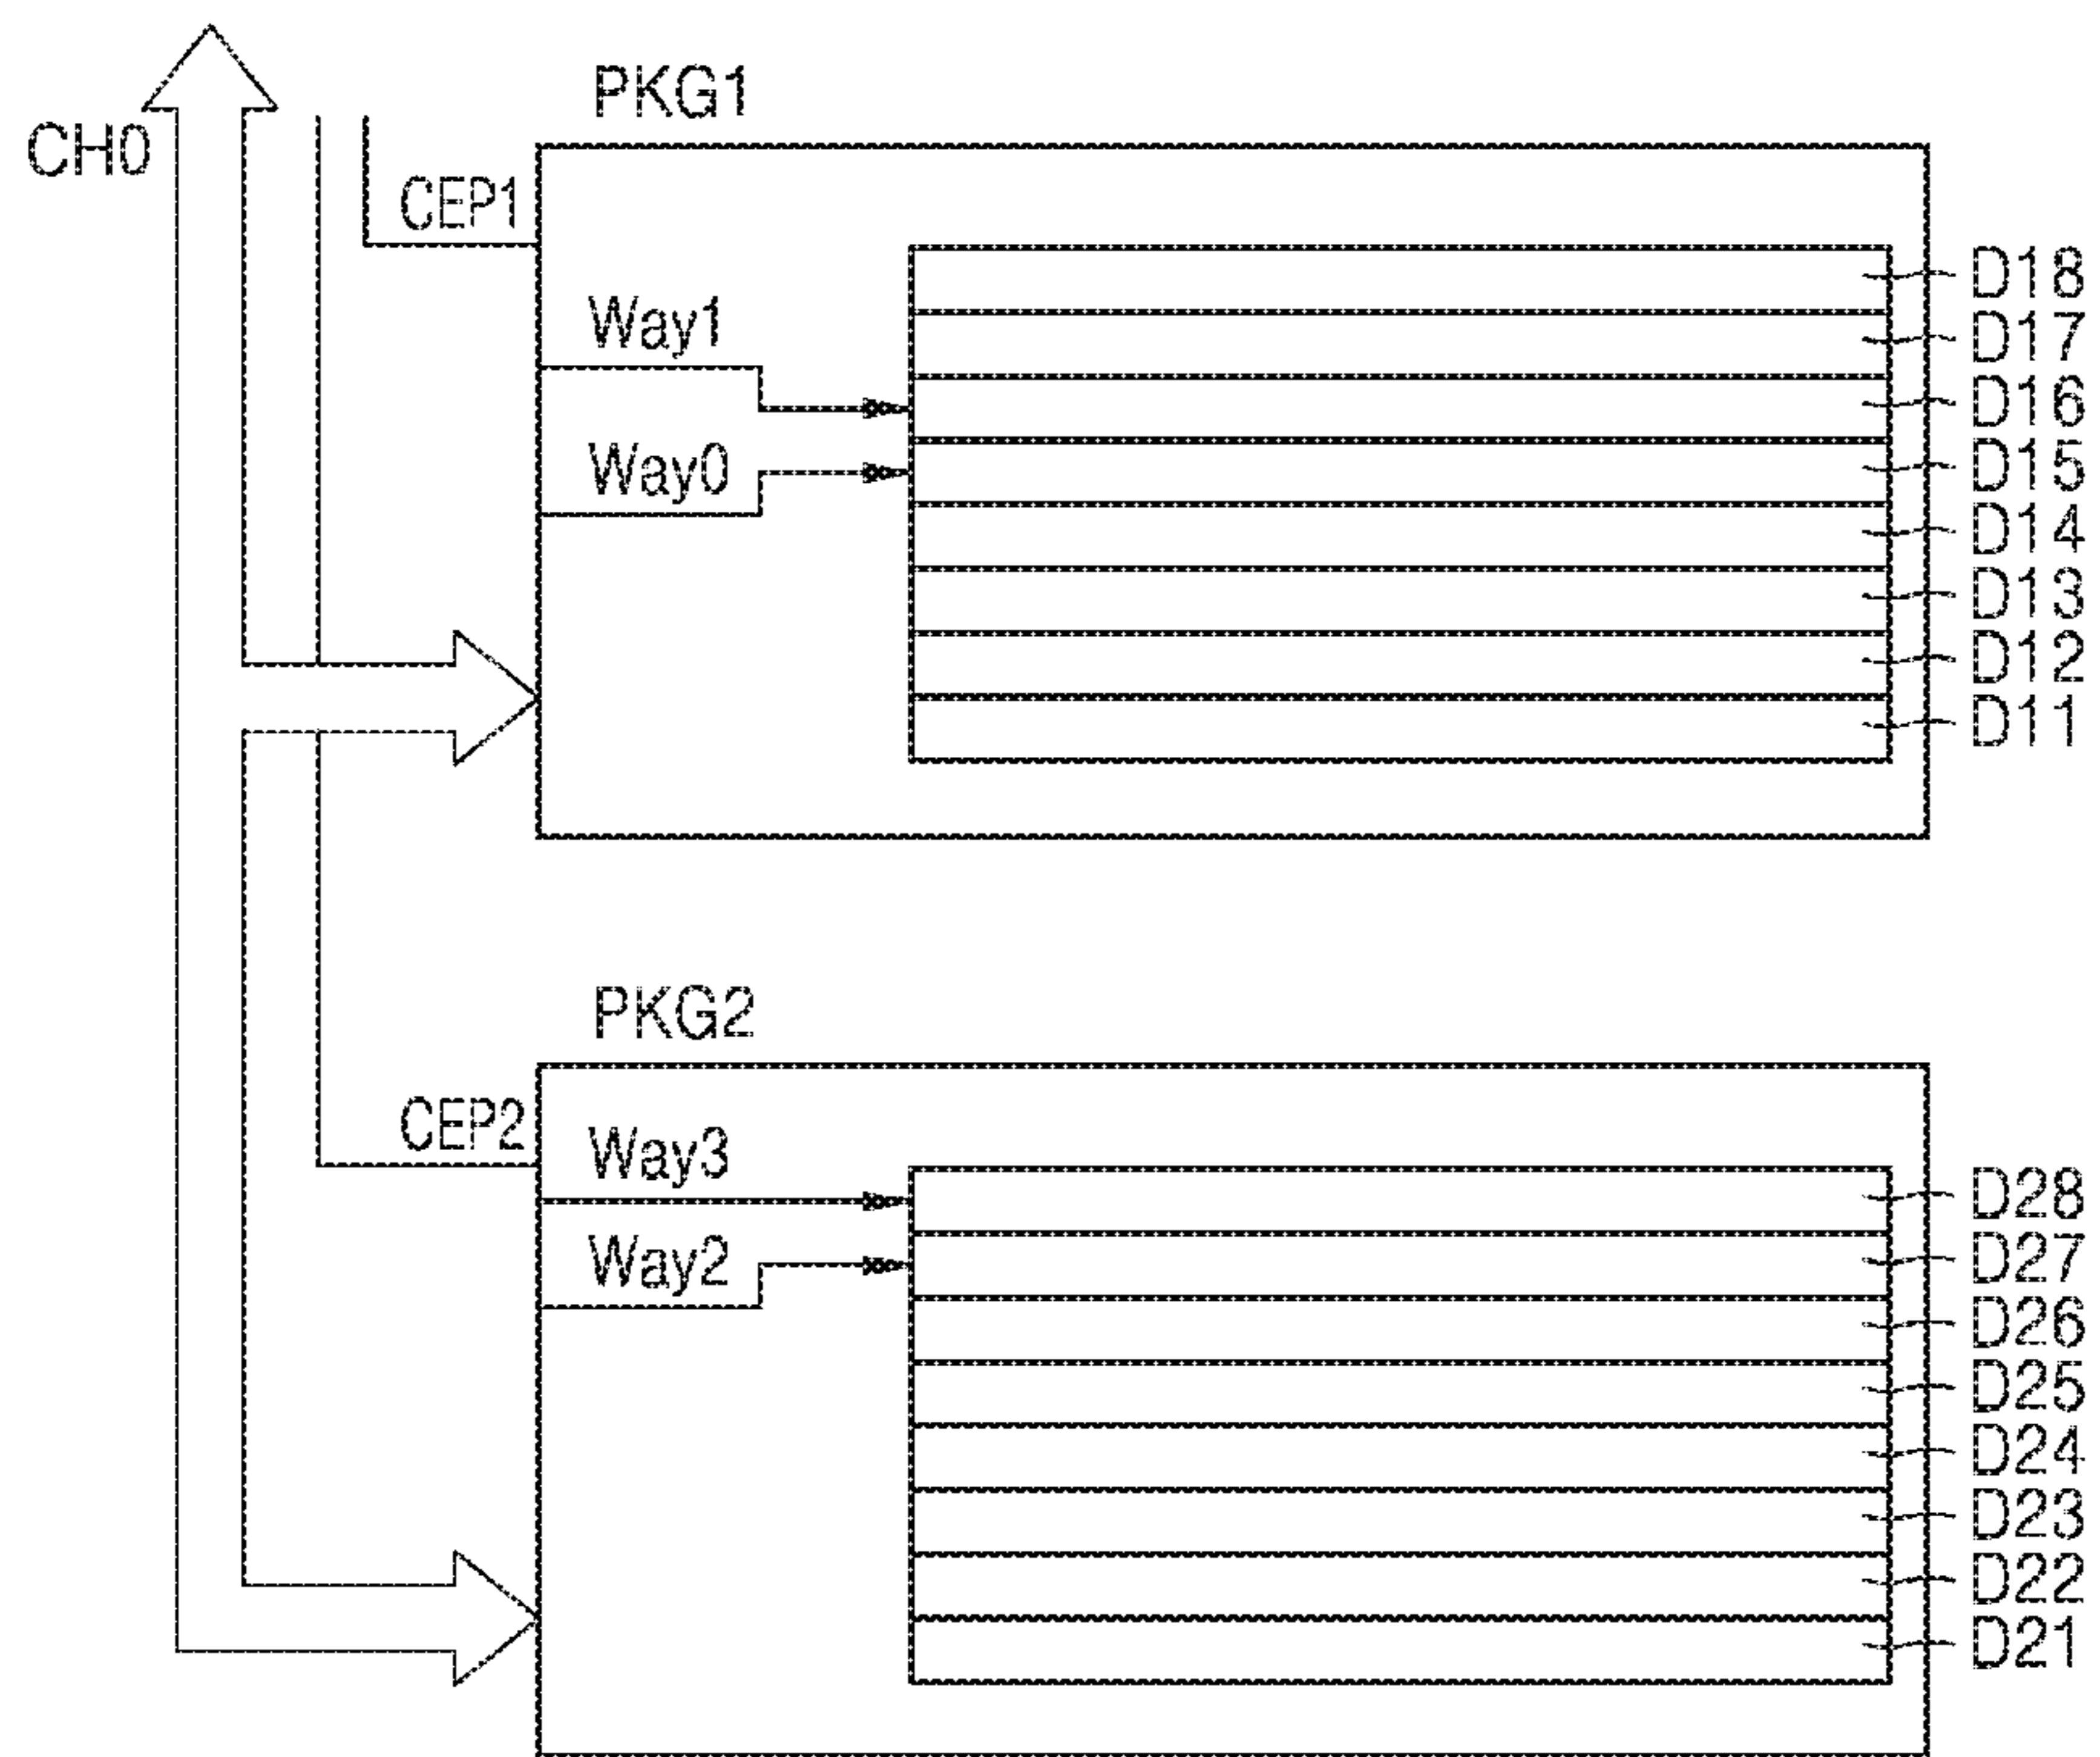 PKG1
CH0
CEP1
D18
Way1
D17
D16
Way0
D15
D14
D13
D12
D11
PKG2
CEP2
Way3
D28
Way2
D27
D26
D25
D24
D23
D22
D21